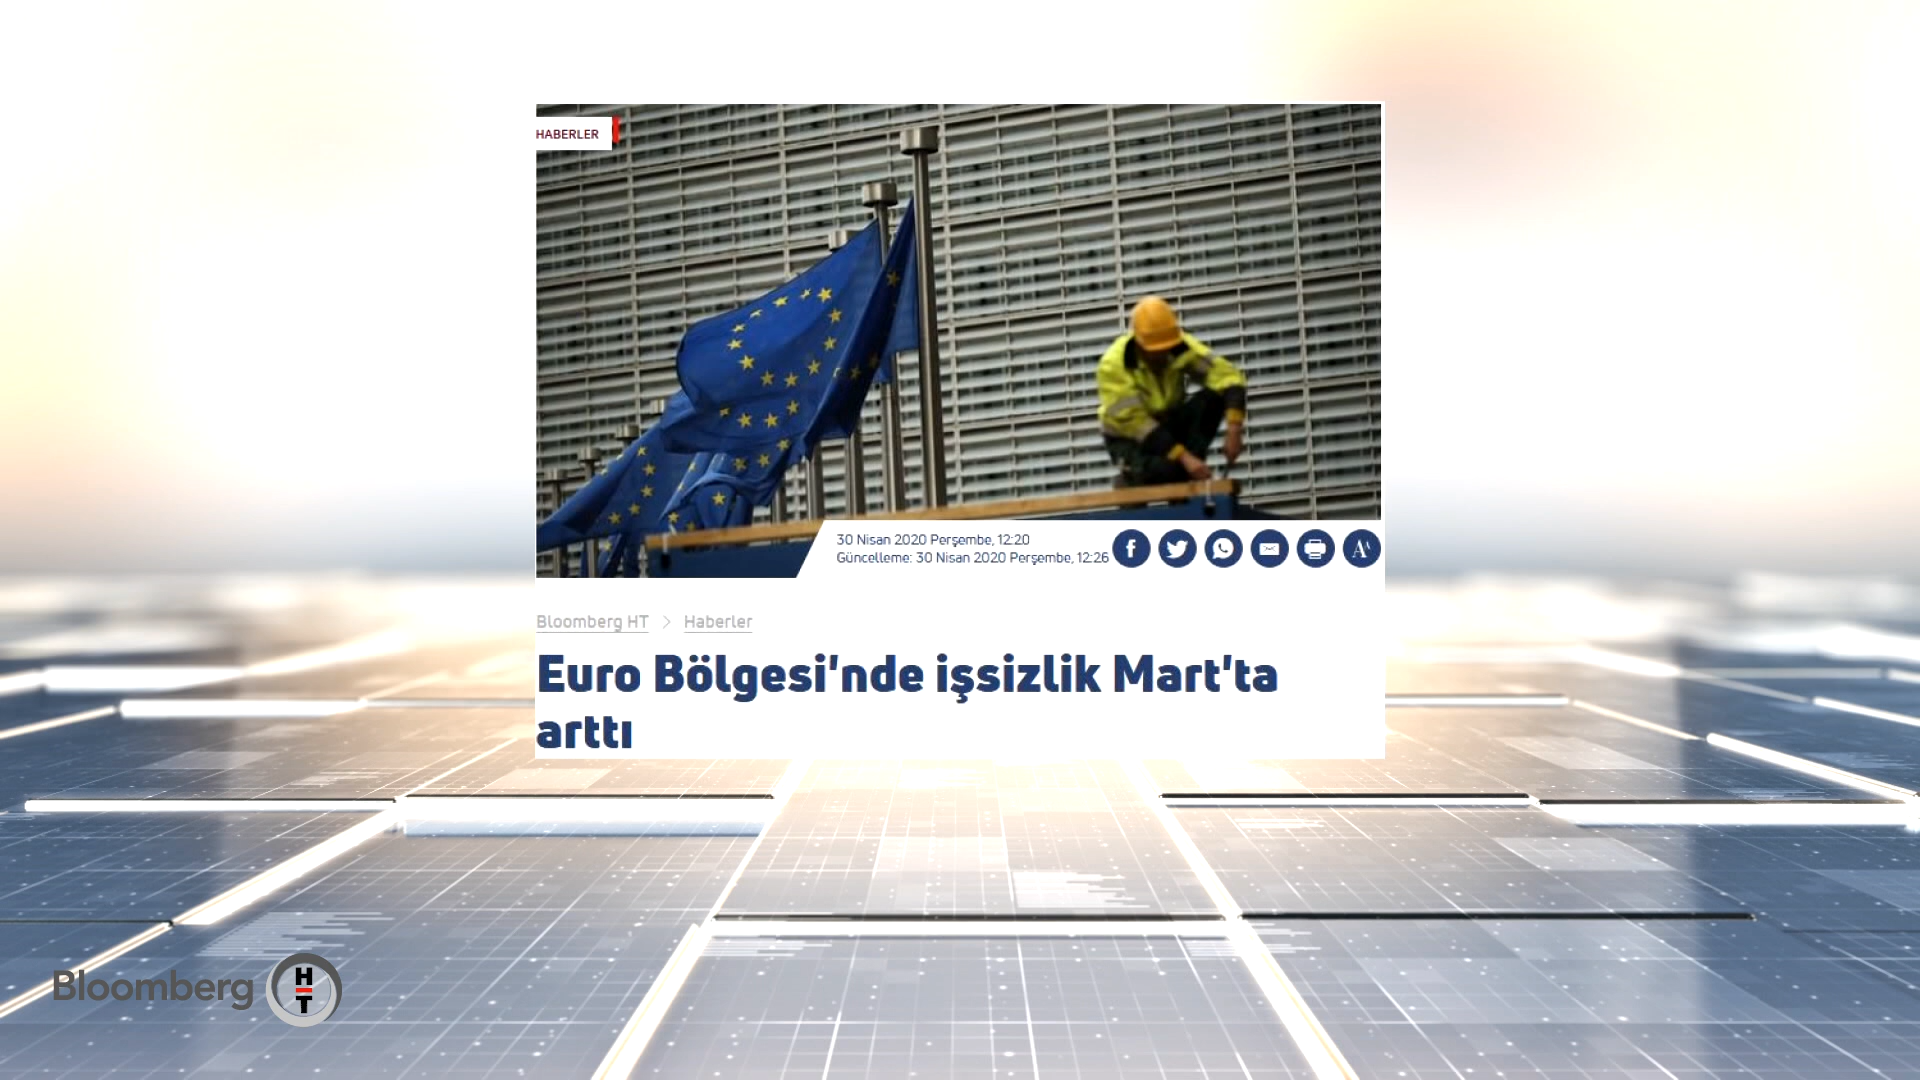 HABERLER
30 Nisan 2020 Perşembe, 12:20
Güncelleme: 30 Nisan 2020 Perşembe, 12:26
Bloomberg HT > Haberler
Euro Bölgesi'nde işsizlik Mart'ta
arttı
Bloomberg HT